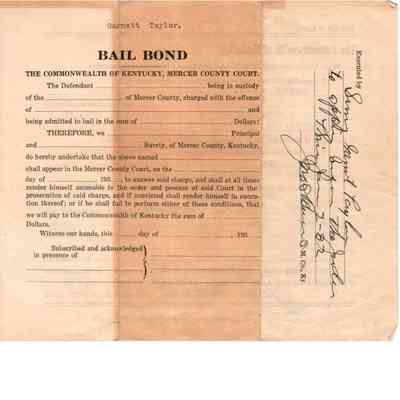 Garnett Taylor.
BAIL BOND
THE COMMONWEALTH OF KENTUCKY, MERCER COUNTY COURT.
The Defendant being in custody
of the of Mercer County, charged with the offense
of and
being admitted to bail in the sum of Dollars:
THEREFORE, we Principal
and Surety, of Mercer County, Kentucky,
do hereby undertake that the above named
shall appear in the Mercer County Court, on the
day of 190 , to answer said charge, and shall at all times
render himself amenable to the order and process of said Court in the
prosecution of said charge, and if convicted shall render himself in execu-
tion thereof; or if he shall fail to perform either of these conditions, that
we will pay to the Commonwealth of Kentucky the sum of
Dollars.
Witness our hands, this day of , 190
Subscribed and acknowledged
in presence of
Executed by
Garnett Taylor
to